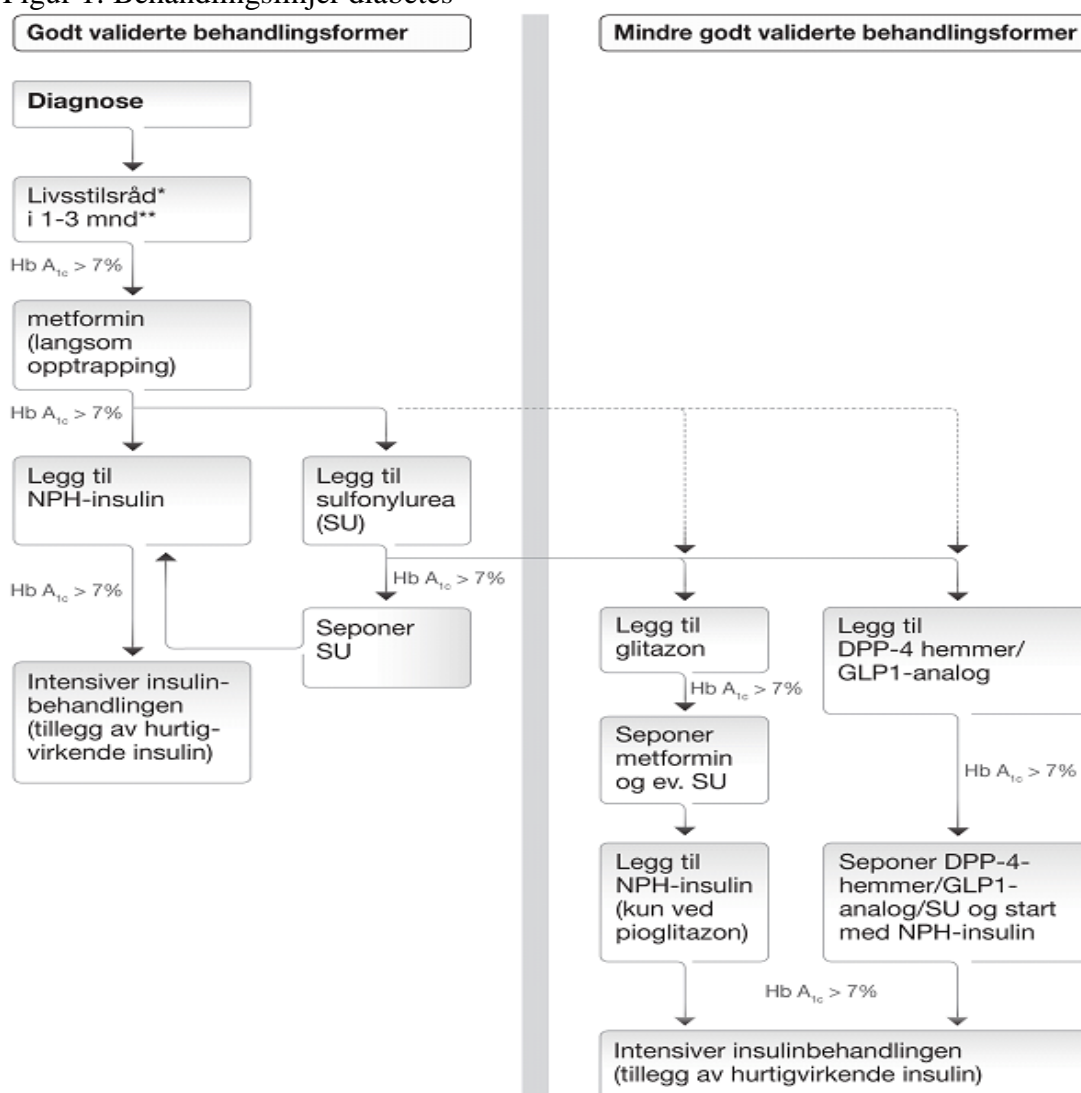 Figur 1. Behandlingslinjer diabetes
Godt validerte behandlingsformer
Diagnose
Livsstilsråd*
i 1-3 mnd**
Hb A1c > 7%
metformin
(langsom
opptrapping)
Hb A1c > 7%
Legg til
NPH-insulin
Legg til
sulfonylurea
(SU)
Hb A1c > 7%
Hb A1c > 7%
Seponer
SU
Intensiver insulin-
behandlingen
(tillegg av hurtig-
virkende insulin)
Mindre godt validerte behandlingsformer
Legg til
glitazon
Hb A1c > 7%
Seponer
metformin
og ev. SU
Legg til
NPH-insulin
(kun ved
pioglitazon)
Legg til
DPP-4 hemmer/
GLP1-analog
Hb A1c > 7%
Seponer DPP-4-
hemmer/GLP1-
analog/SU og start
med NPH-insulin
Hb A1c > 7%
Intensiver insulinbehandlingen
(tillegg av hurtigvirkende insulin)